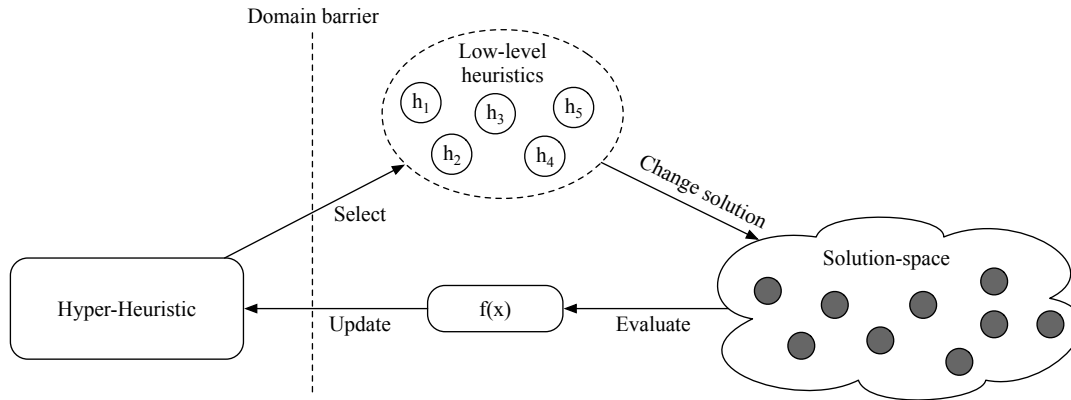 Domain barrier
Low-level
heuristics
h₁
h₃
h₅
h₂
h₄
Change solution
Select
Solution-space
Hyper-Heuristic
f(x)
Update
Evaluate